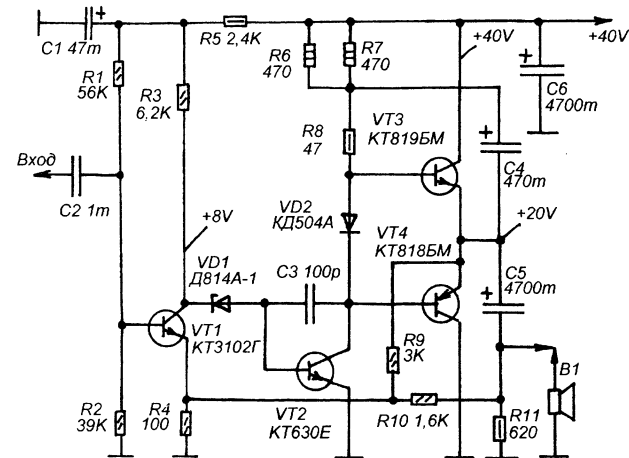 C1 47m
R5 2,4K
R6
470
R7
470
+40V
+40V
R1
56K
R3
6,2K
C6
4700m
VT3
КТ819БМ
R8
47
Вход
C4
470m
C2 1m
VD2
КД504А
+8V
+20V
VT4
КТ818БМ
VD1
Д814А-1
C3 100p
C5
4700m
VT1
КТ3102Г
R9
3K
B1
R2
39K
R4
100
VT2
КТ630Е
R10 1,6K
R11
620